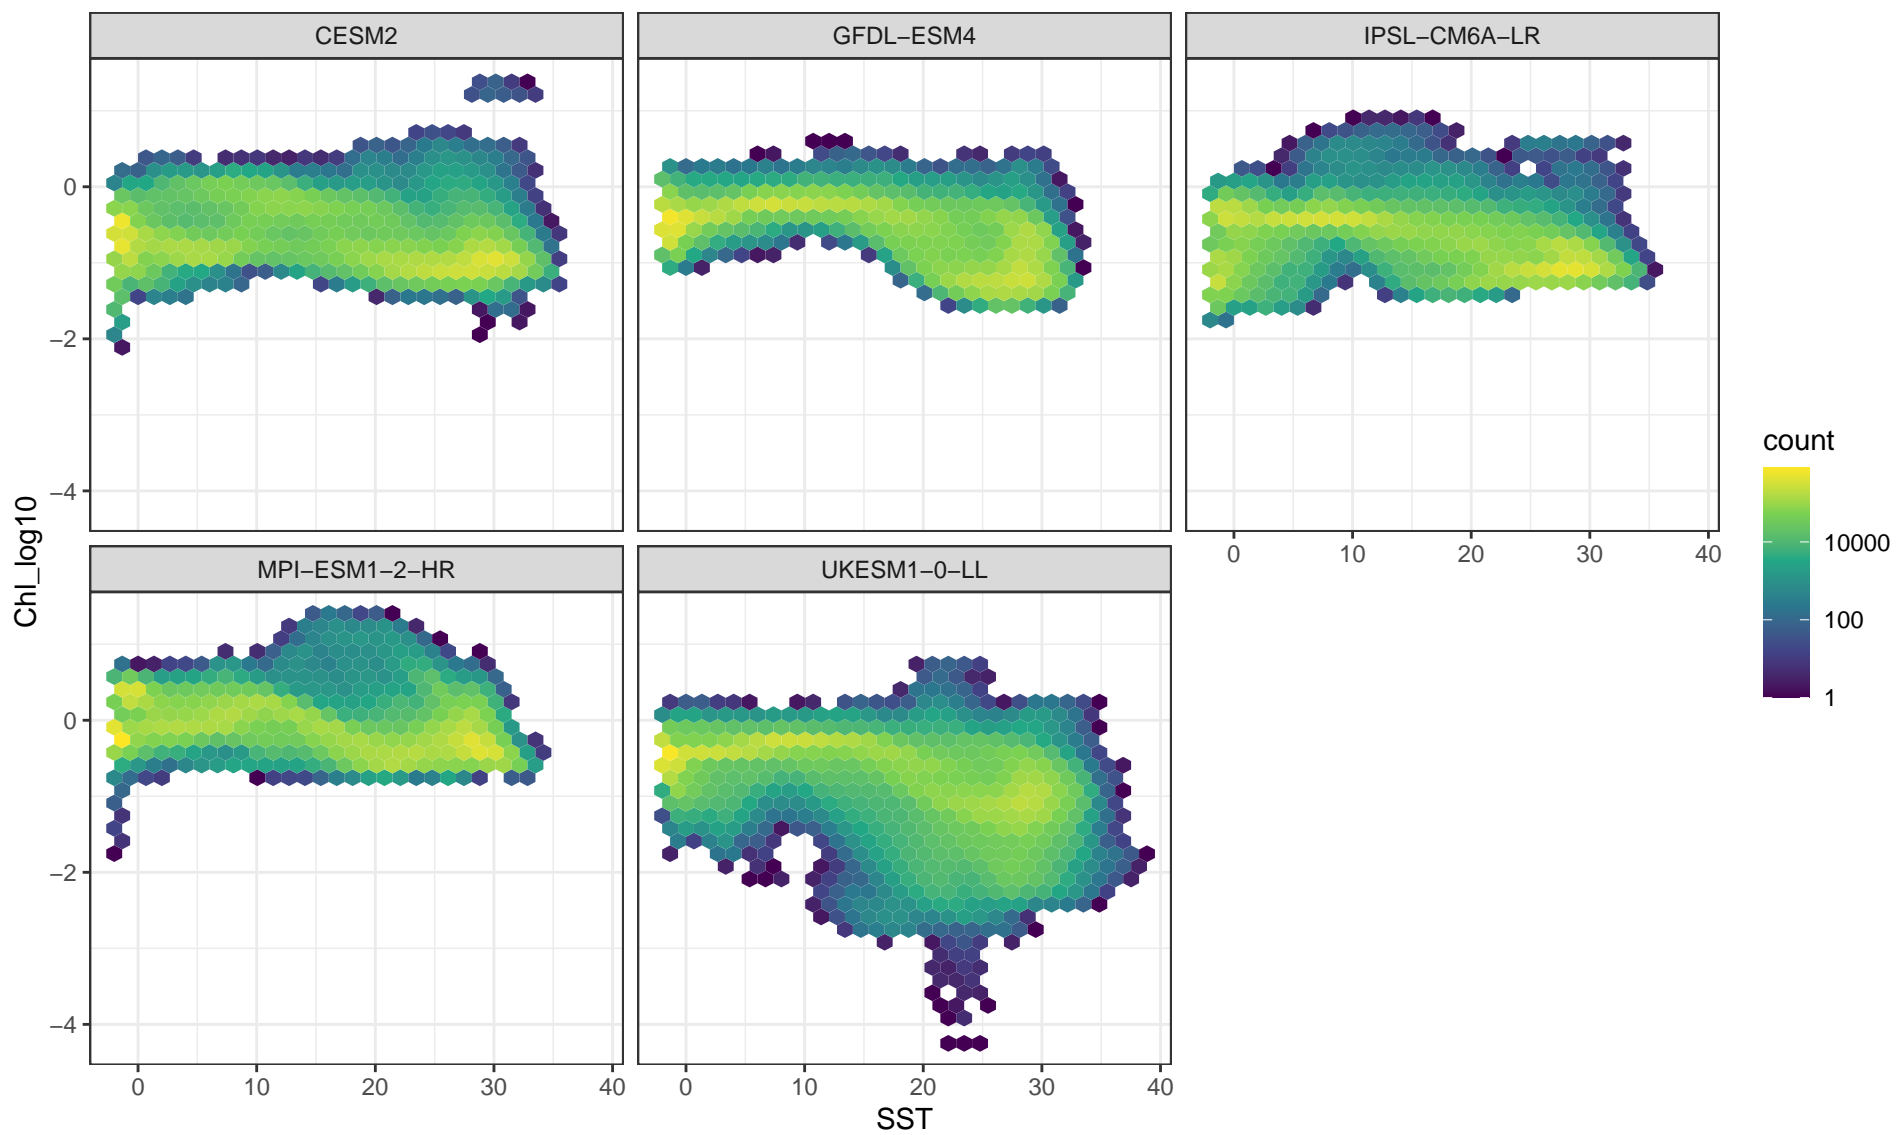 CESM2 GFDL−ESM4 IPSL−CM6A−LR
0
−2
−4
0 10 20 30 40
MPI−ESM1−2−HR UKESM1−0−LL
0
−2
−4
0 10 20 30 40 0 10 20 30 40
SST
Chl_log10
count
10000
100
1